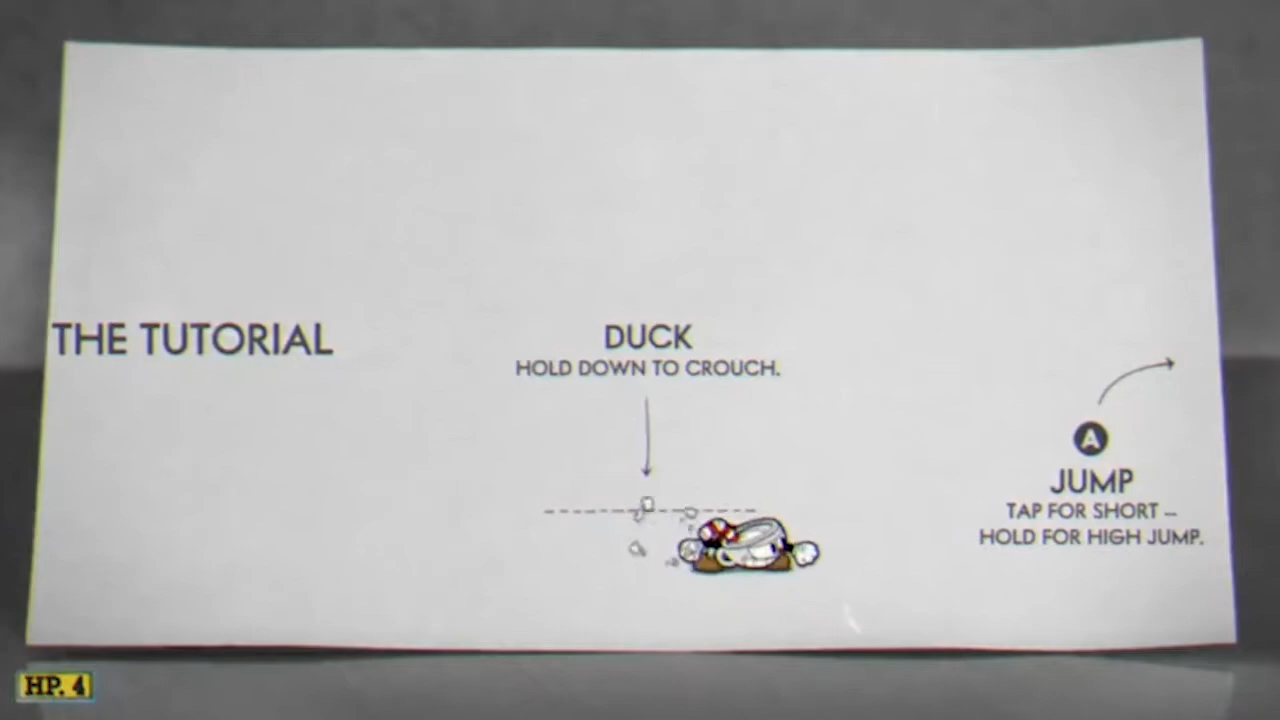 THE TUTORIAL
DUCK
HOLD DOWN TO CROUCH.
A
JUMP
TAP FOR SHORT –
HOLD FOR HIGH JUMP.
HP. 4